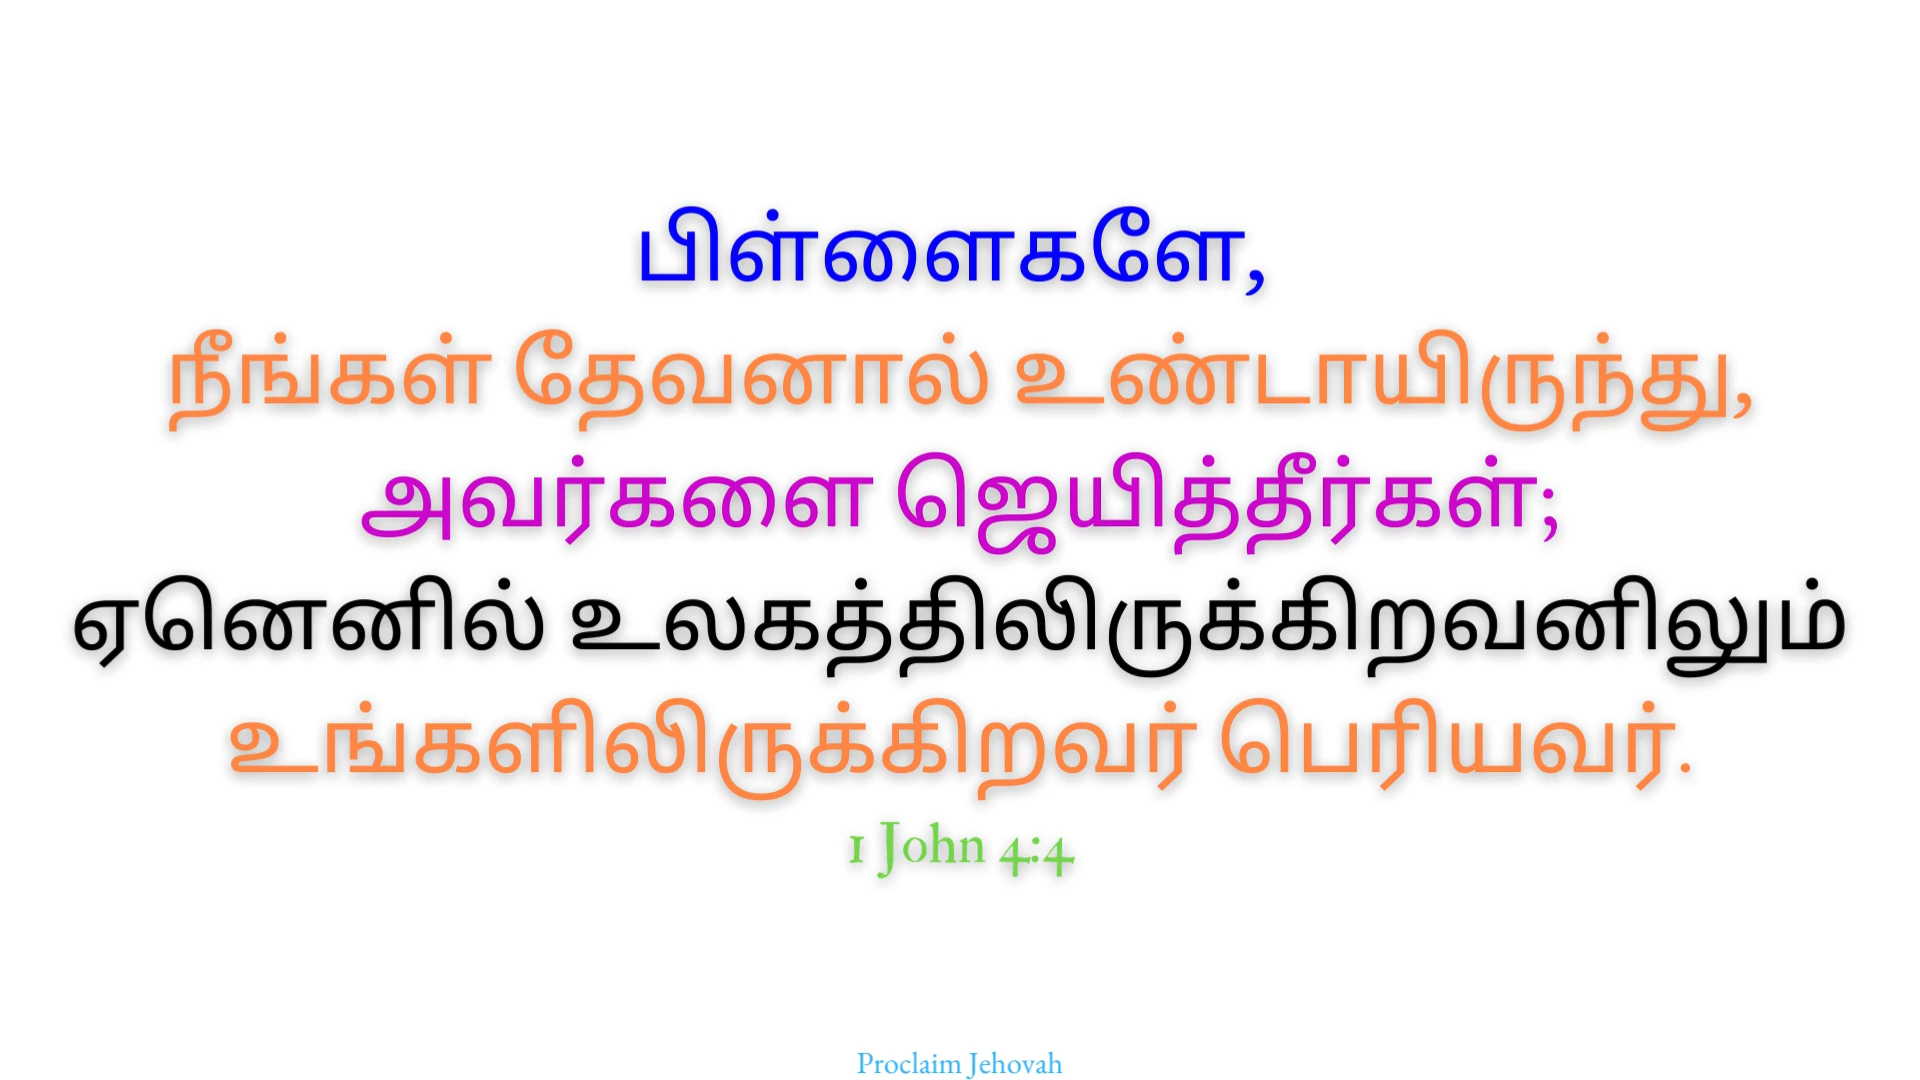 பிள்ளைகளே,
நீங்கள் தேவனால் உண்டாயிருந்து,
அவர்களை ஜெயித்தீர்கள்;
ஏனெனில் உலகத்திலிருக்கிறவனிலும்
உங்களிலிருக்கிறவர் பெரியவர்.
1 John 4:4
Proclaim Jehovah